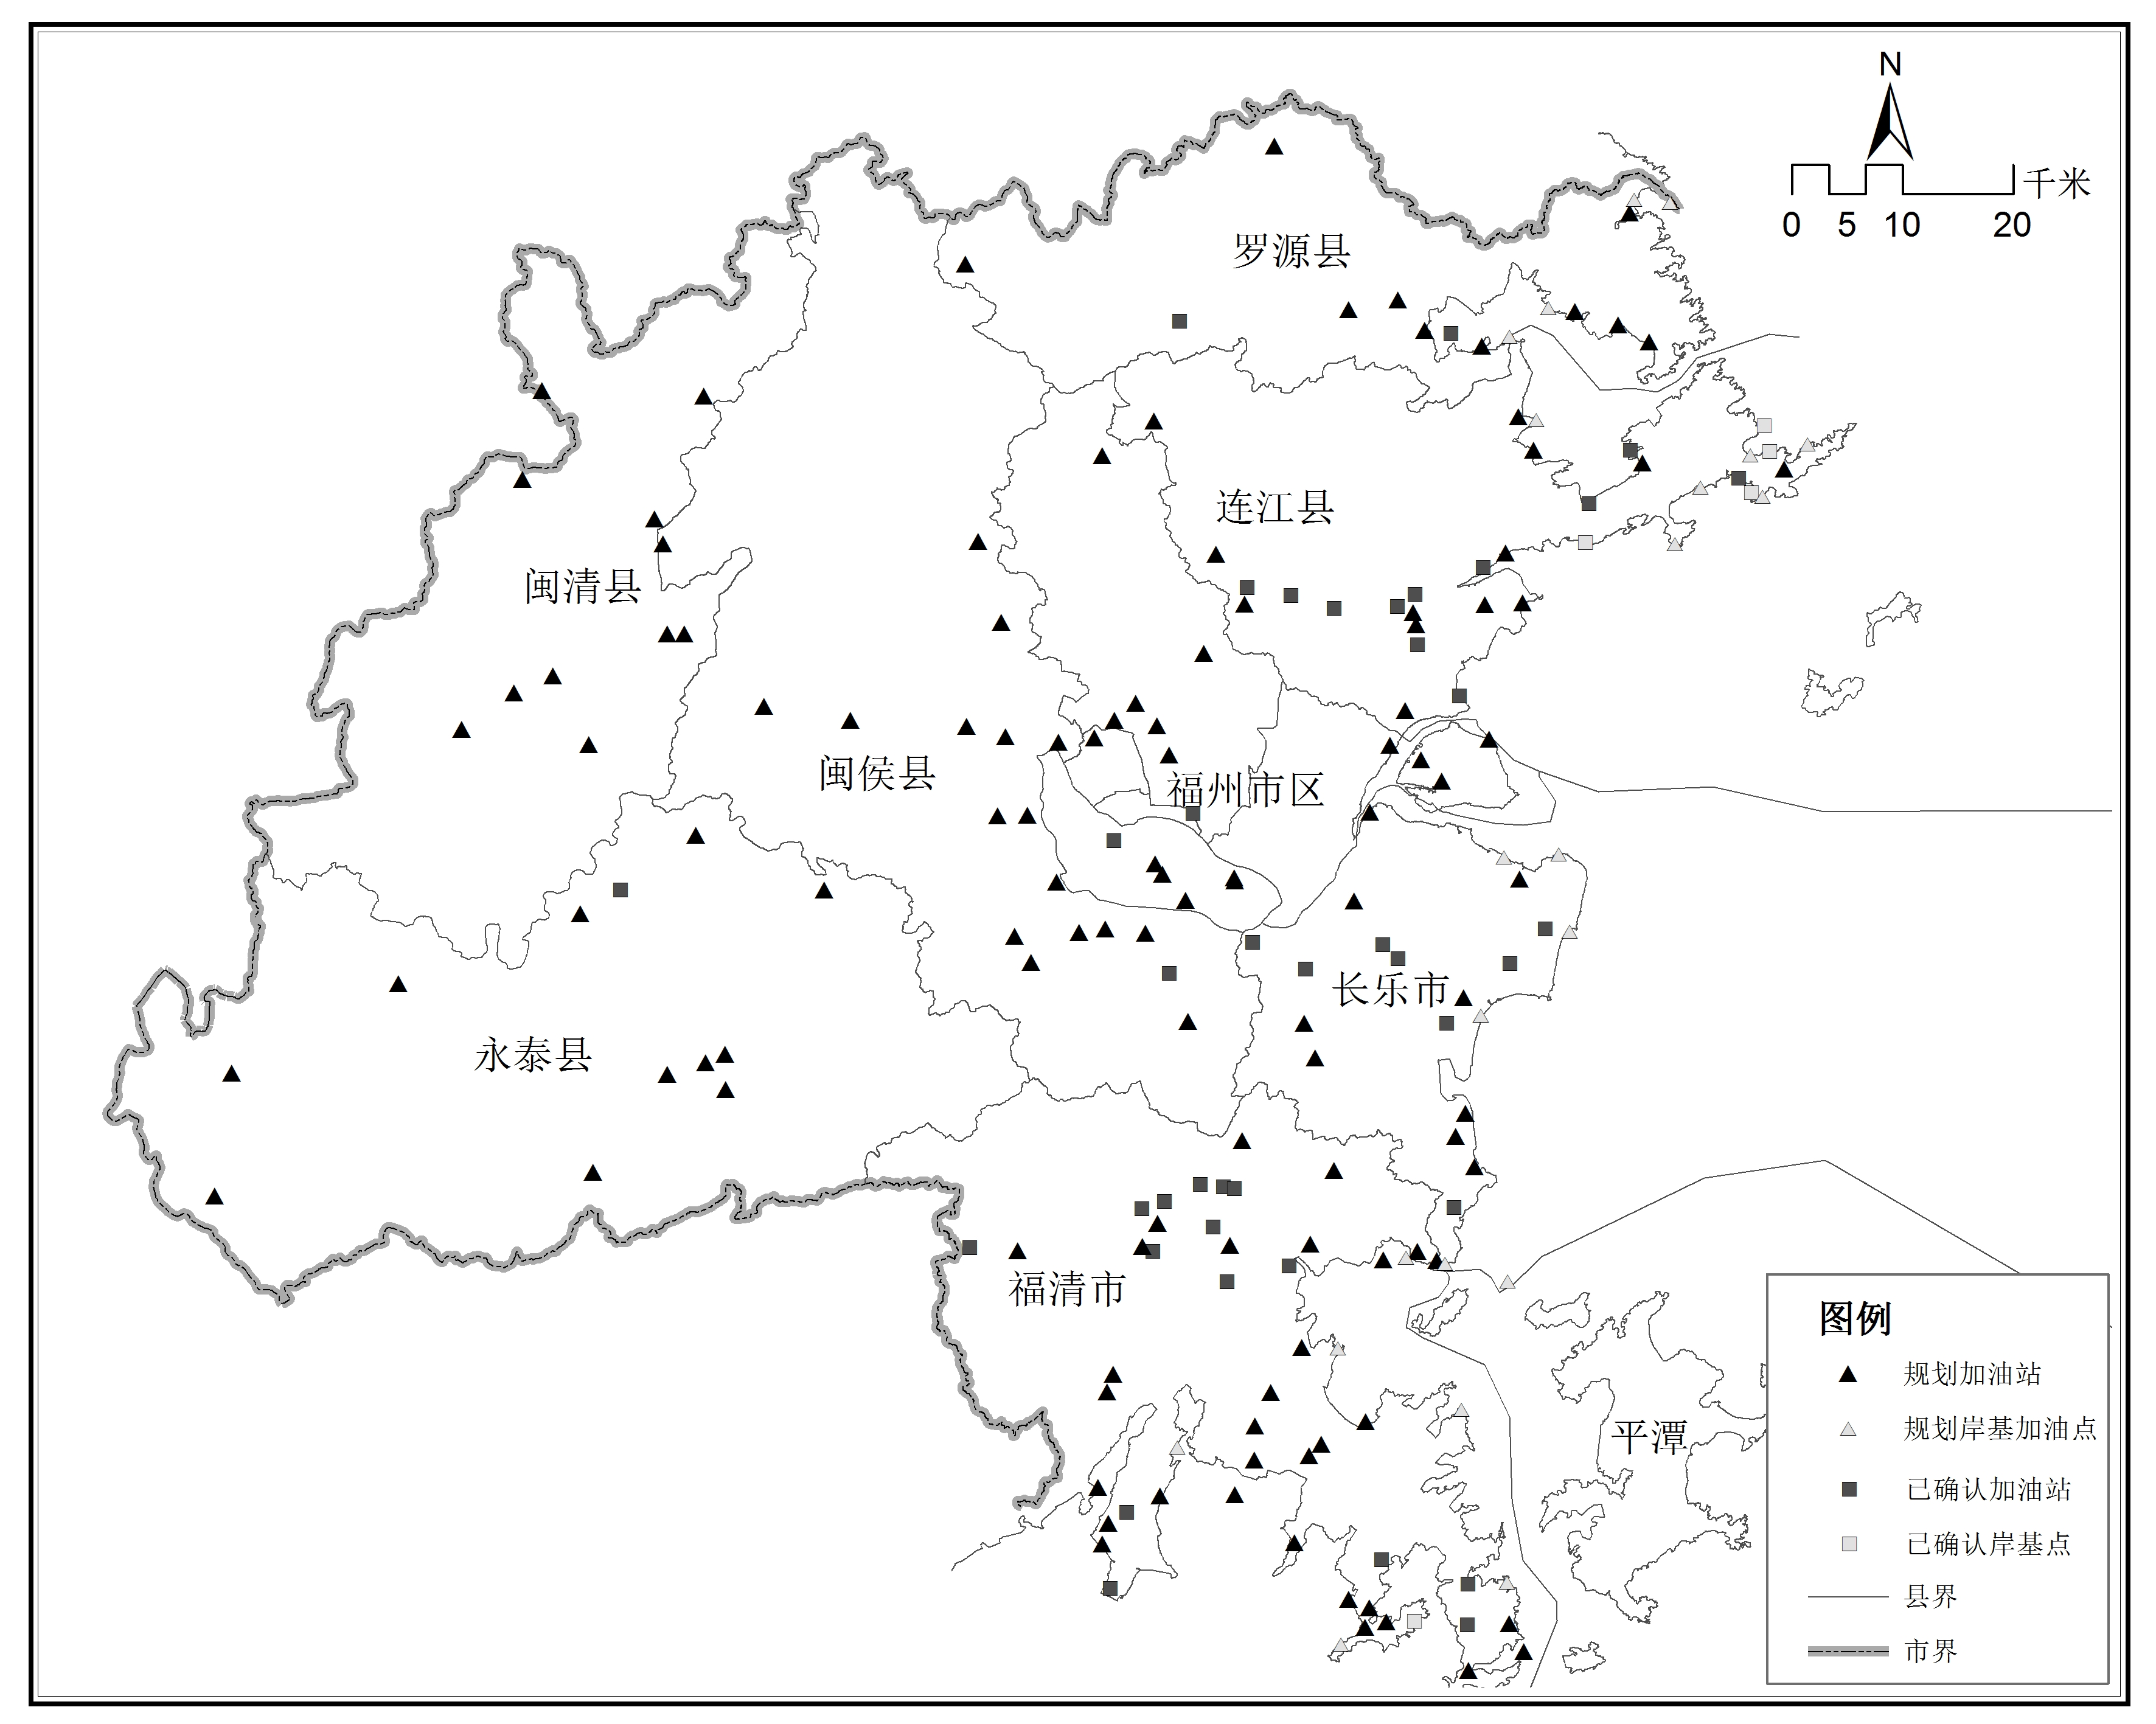 N
千米
0 5 10 20
罗源县
连江县
闽清县
闽侯县
福州市区
长乐市
永泰县
福清市
平潭
图例
规划加油站
规划岸基加油点
已确认加油站
已确认岸基点
县界
市界